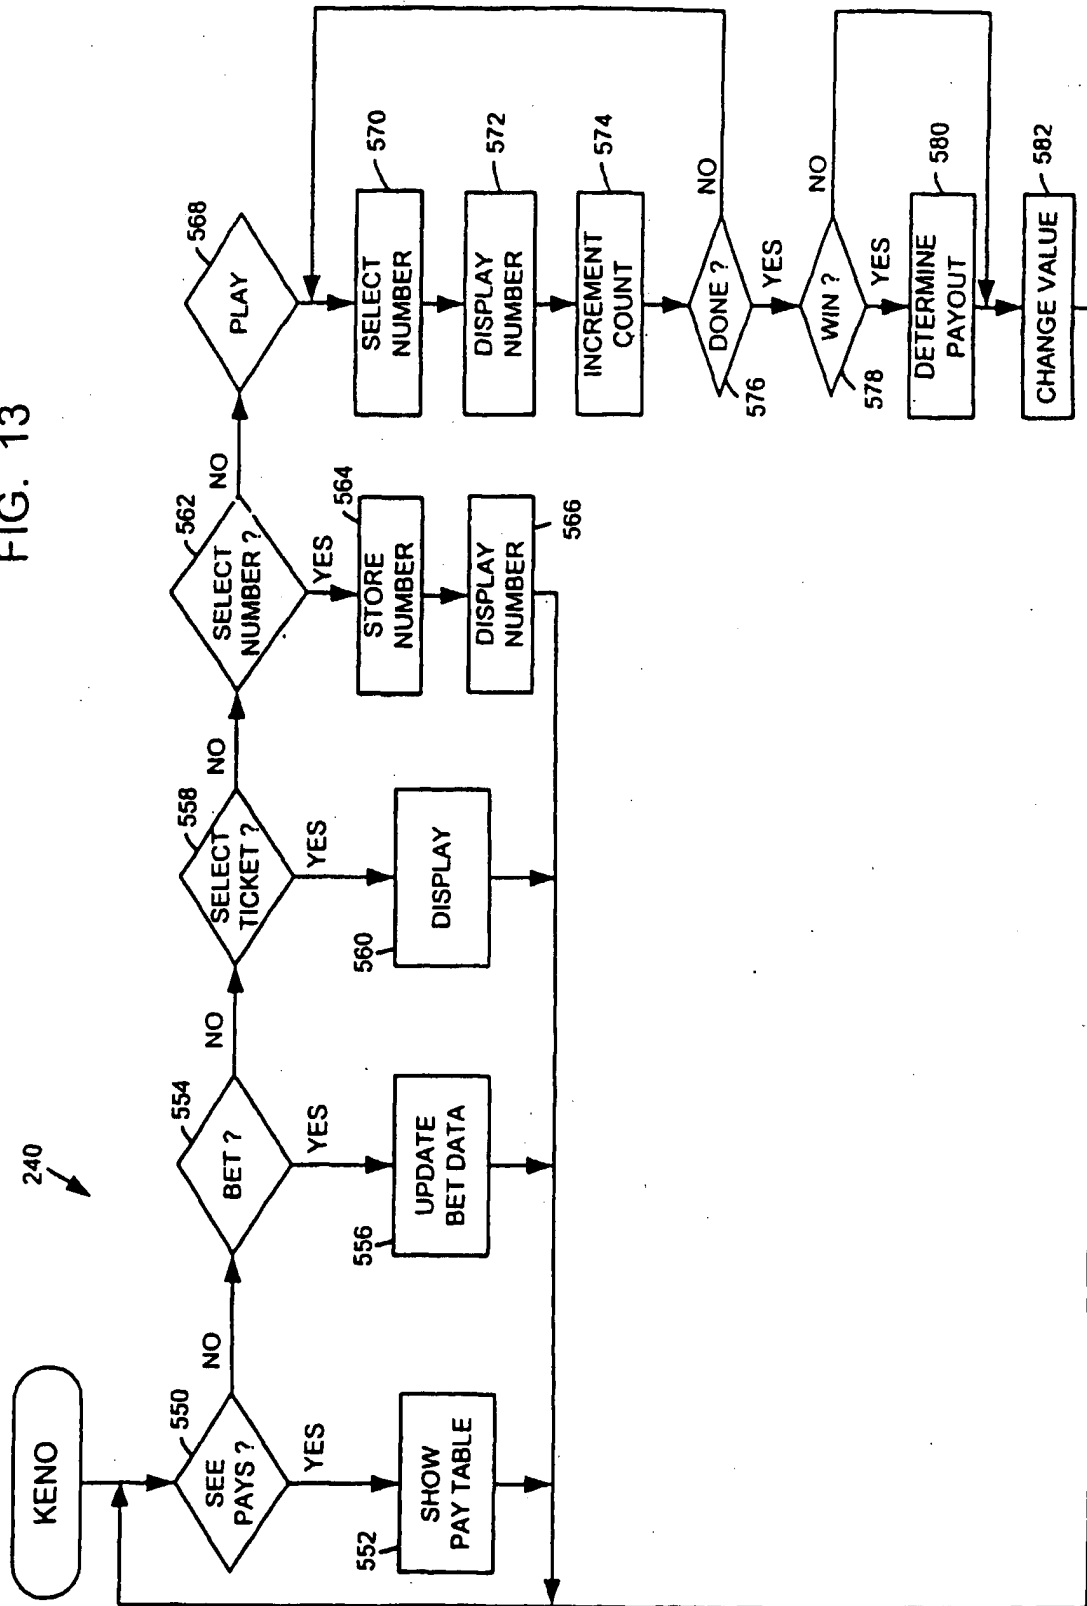 FIG. 13
240
KENO
550
SEE
PAYS ?
NO
YES
552
SHOW
PAY TABLE
554
BET ?
NO
YES
556
UPDATE
BET DATA
558
SELECT
TICKET ?
NO
YES
560
DISPLAY
562
SELECT
NUMBER ?
NO
YES
564
STORE
NUMBER
566
DISPLAY
NUMBER
568
PLAY
570
SELECT
NUMBER
572
DISPLAY
NUMBER
574
INCREMENT
COUNT
576
DONE ?
NO
YES
578
WIN ?
NO
YES
580
DETERMINE
PAYOUT
582
CHANGE VALUE